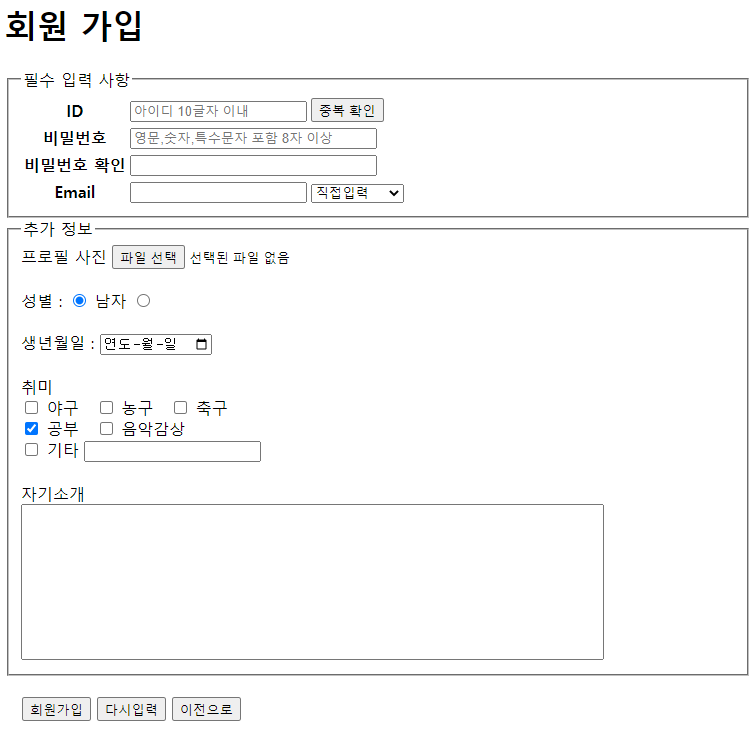 회원 가입
필수 입력 사항
ID 아이디 10글자 이내 중복 확인
비밀번호 영문,숫자,특수문자 포함 8자 이상
비밀번호 확인
Email 직접입력
추가 정보
프로필 사진 파일 선택 선택된 파일 없음
성별 : 남자
생년월일 : 연도-월-일
취미
야구 농구 축구
공부 음악감상
기타
자기소개
회원가입 다시입력 이전으로